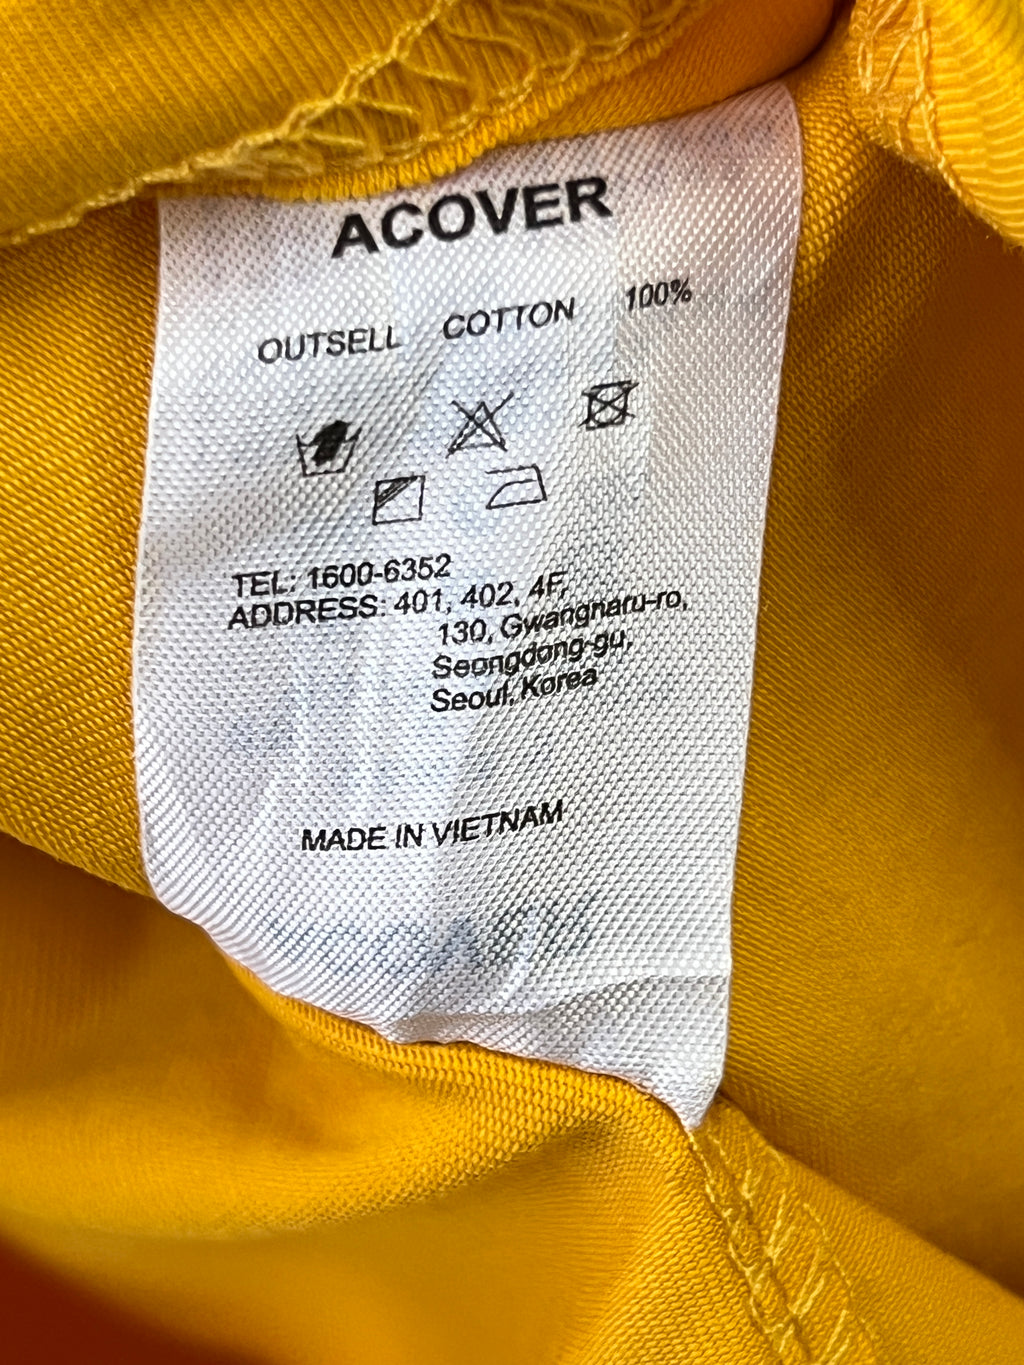 ACOVER
OUTSELL COTTON 100%
TEL: 1600-6352
ADDRESS: 401, 402, 4F,
130, Gwangnaru-ro,
Seongdong-gu,
Seoul, Korea
MADE IN VIETNAM